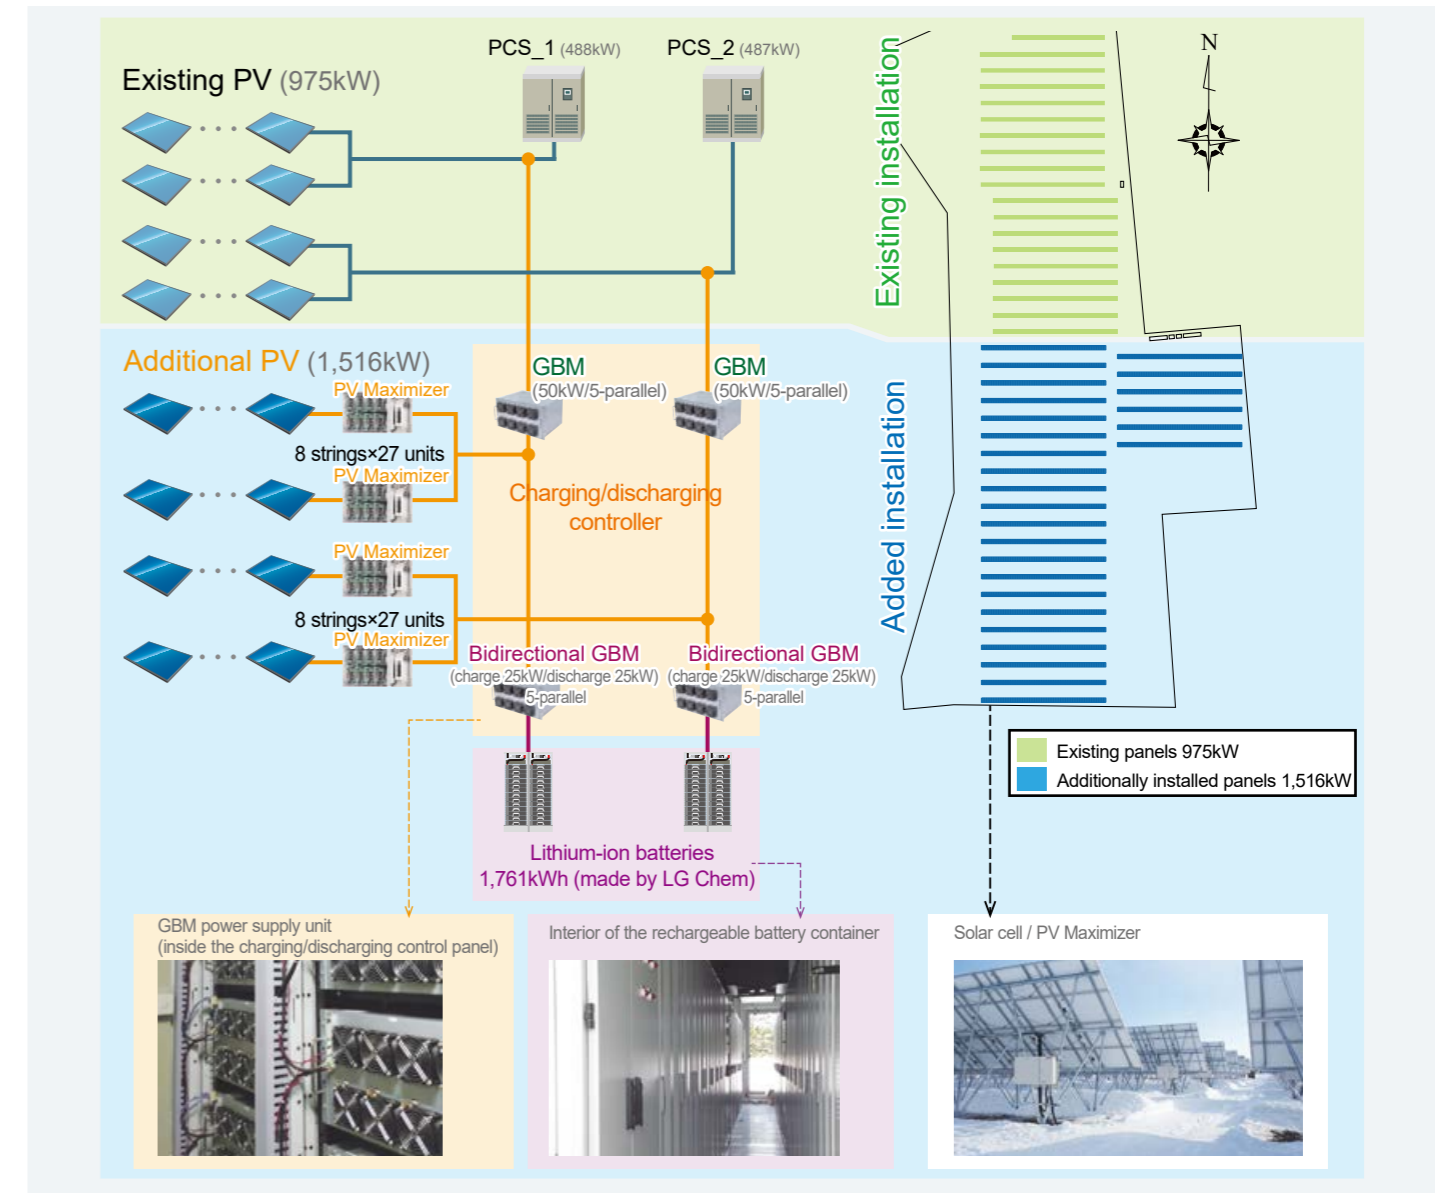 PCS_1 (488kW)
PCS_2 (487kW)
Existing PV (975kW)
Existing installation
N
Additional PV (1,516kW)
PV Maximizer
8 strings×27 units
PV Maximizer
PV Maximizer
8 strings×27 units
PV Maximizer
GBM
(50kW/5-parallel)
GBM
(50kW/5-parallel)
Charging/discharging
controller
Bidirectional GBM
(charge 25kW/discharge 25kW)
5-parallel
Bidirectional GBM
(charge 25kW/discharge 25kW)
5-parallel
Added installation
Existing panels 975kW
Additionally installed panels 1,516kW
Lithium-ion batteries
1,761kWh (made by LG Chem)
GBM power supply unit
(inside the charging/discharging control panel)
Interior of the rechargeable battery container
Solar cell / PV Maximizer